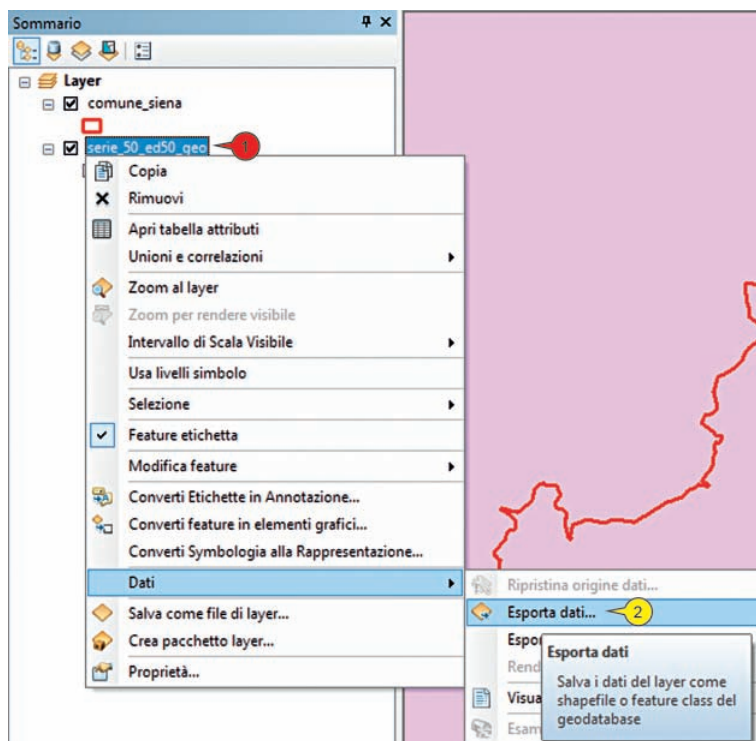 Sommario
Layer
comune_siena
serie_50_ed50_geo
1
Copia
Rimuovi
Apri tabella attributi
Unioni e correlazioni
Zoom al layer
Zoom per rendere visibile
Intervallo di Scala Visibile
Usa livelli simbolo
Selezione
Feature etichetta
Modifica feature
Converti Etichette in Annotazione...
Converti feature in elementi grafici...
Converti Symbologia alla Rappresentazione...
Dati
Salva come file di layer...
Crea pacchetto layer...
Proprietà...
Ripristina origine dati...
Esporta dati...
2
Espor
Rend
Visua
Esam
Esporta dati
Salva i dati del layer come
shapefile o feature class del
geodatabase